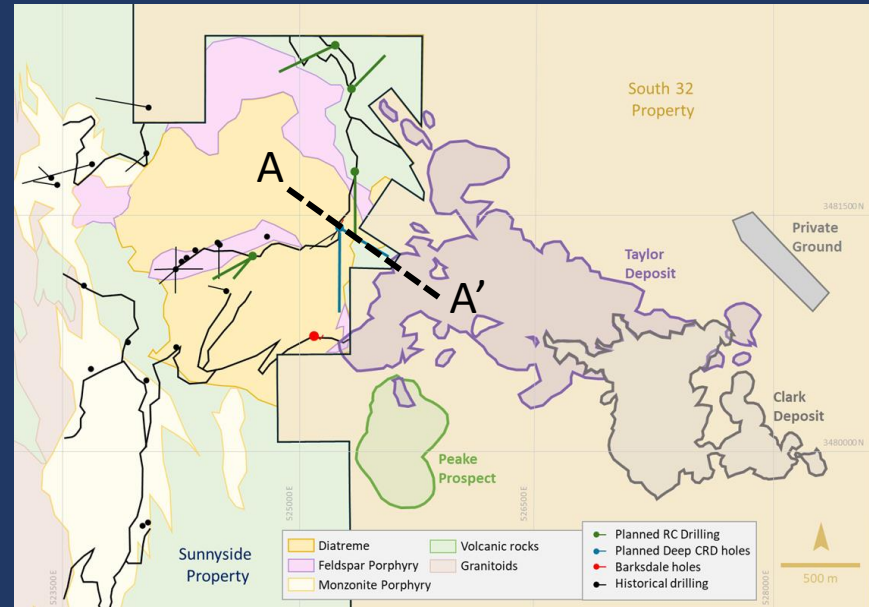 South 32
Property
A
3481500 N
Private
Ground
Taylor
Deposit
A’
Clark
Deposit
3480000 N
Peake
Prospect
523500 E
525000 E
526500 E
528000 E
Sunnyside
Property
Diatreme
Feldspar Porphyry
Monzonite Porphyry
Volcanic rocks
Granitoids
Planned RC Drilling
Planned Deep CRD holes
Barksdale holes
Historical drilling
500 m